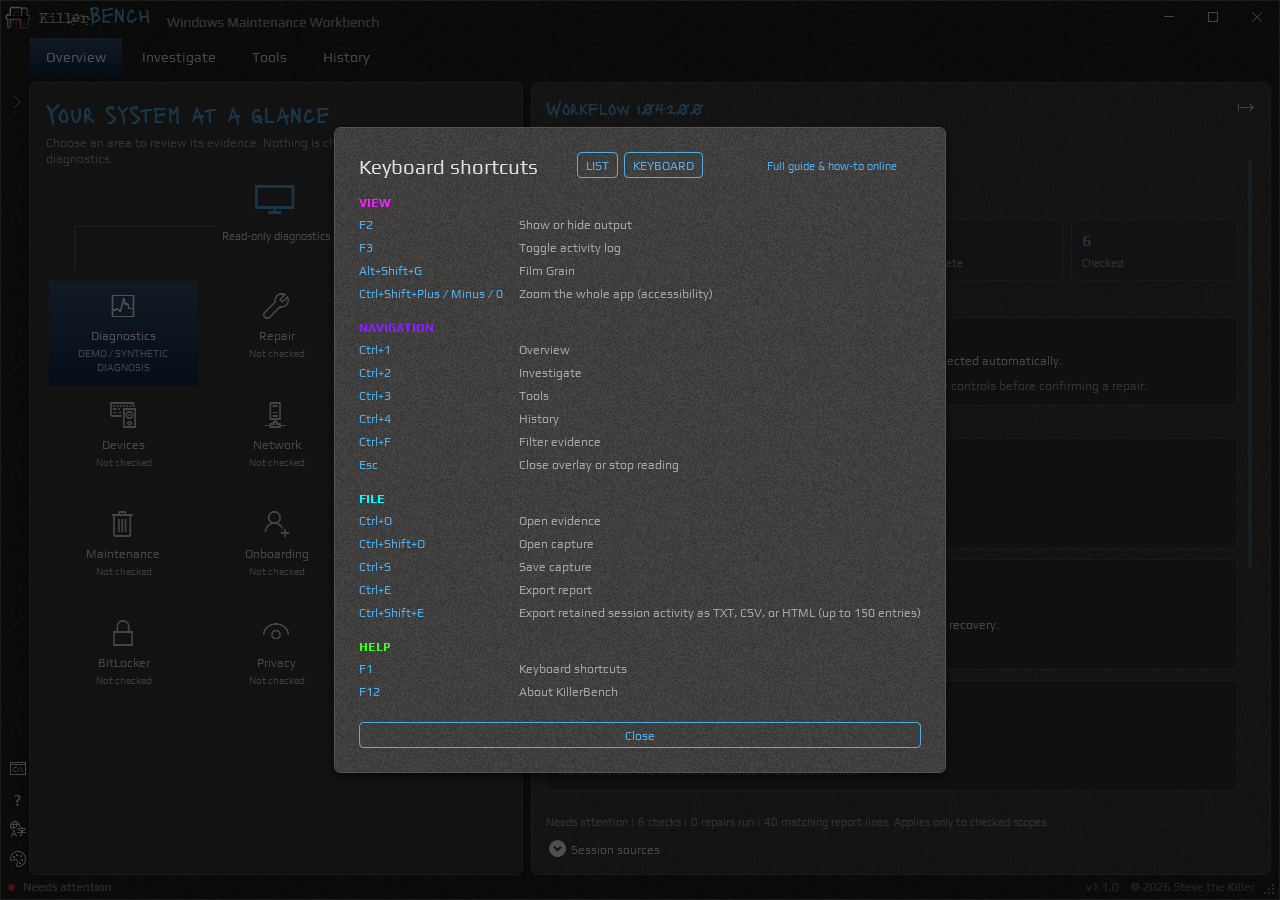 KillerBENCH
Windows Maintenance Workbench
Overview
Investigate
Tools
History
YOUR SYSTEM AT A GLANCE
Choose an area to review its evidence. Nothing is ch
diagnostics.
Read-only diagnostics
Diagnostics
DEMO / SYNTHETIC
DIAGNOSIS
Repair
Not checked
Devices
Not checked
Network
Not checked
Maintenance
Not checked
Onboarding
Not checked
BitLocker
Not checked
Privacy
Not checked
WORKFLOW 1.04200
ete
6
Checked
ected automatically.
controls before confirming a repair.
recovery.
Needs attention | 6 checks | 0 repairs run | 40 matching report lines. Applies only to checked scopes.
Session sources
Keyboard shortcuts
LIST
KEYBOARD
Full guide & how-to online
VIEW
F2 Show or hide output
F3 Toggle activity log
Alt+Shift+G Film Grain
Ctrl+Shift+Plus / Minus / 0 Zoom the whole app (accessibility)
NAVIGATION
Ctrl+1 Overview
Ctrl+2 Investigate
Ctrl+3 Tools
Ctrl+4 History
Ctrl+F Filter evidence
Esc Close overlay or stop reading
FILE
Ctrl+O Open evidence
Ctrl+Shift+O Open capture
Ctrl+S Save capture
Ctrl+E Export report
Ctrl+Shift+E Export retained session activity as TXT, CSV, or HTML (up to 150 entries)
HELP
F1 Keyboard shortcuts
F12 About KillerBench
Close
Needs attention
v1.1.0 © 2026 Steve the Killer